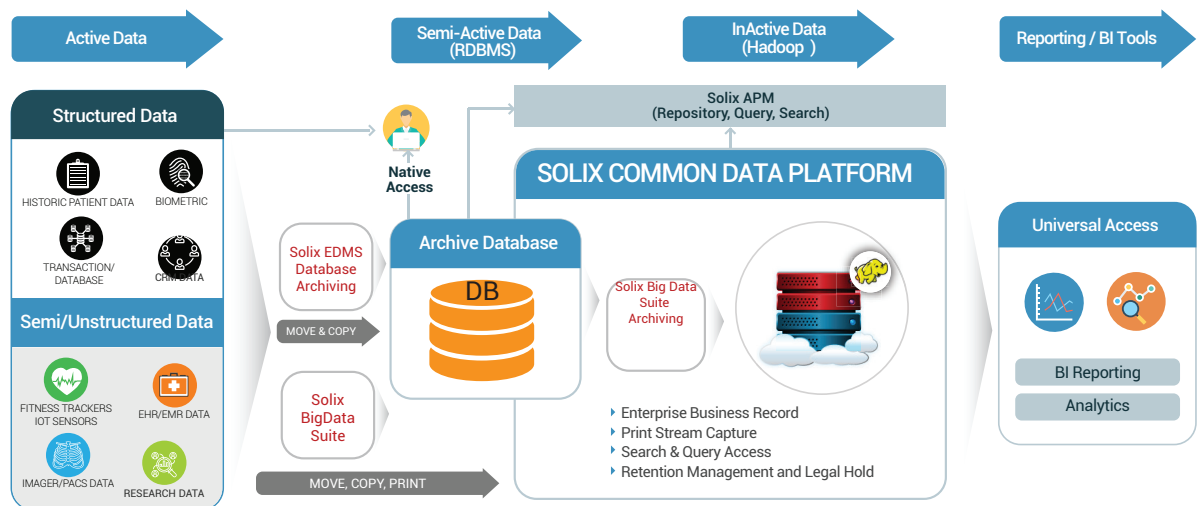 Active Data
Semi-Active Data
(RDBMS)
InActive Data
(Hadoop )
Reporting / BI Tools
Structured Data
HISTORIC PATIENT DATA
BIOMETRIC
TRANSACTION/
DATABASE
CRM DATA
Semi/Unstructured Data
FITNESS TRACKERS
IOT SENSORS
EHR/EMR DATA
IMAGER/PACS DATA
RESEARCH DATA
Native
Access
Solix EDMS
Database
Archiving
MOVE & COPY
Solix
BigData
Suite
MOVE, COPY, PRINT
Archive Database
DB
Solix APM
(Repository, Query, Search)
SOLIX COMMON DATA PLATFORM
Solix Big Data
Suite
Archiving
Enterprise Business Record
Print Stream Capture
Search & Query Access
Retention Management and Legal Hold
Universal Access
BI Reporting
Analytics